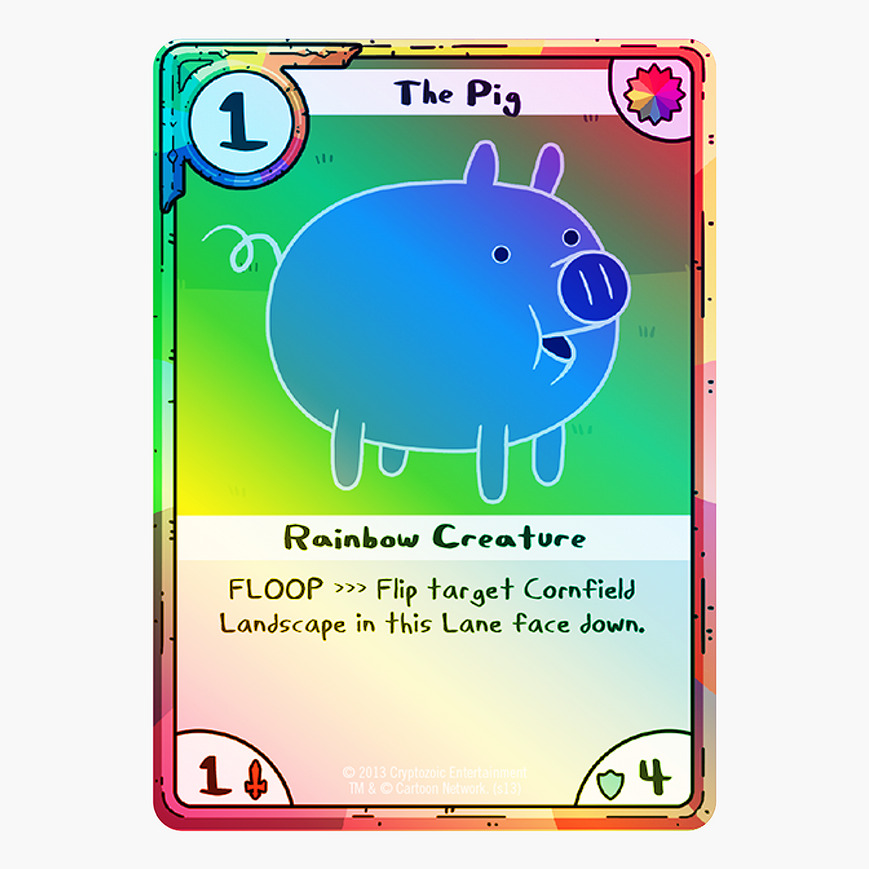 1
The Pig
Rainbow Creature
FLOOP >>> Flip target Cornfield
Landscape in this Lane face down.
1
© 2013 Cryptozoic Entertainment
TM & © Cartoon Network. (s13)
4